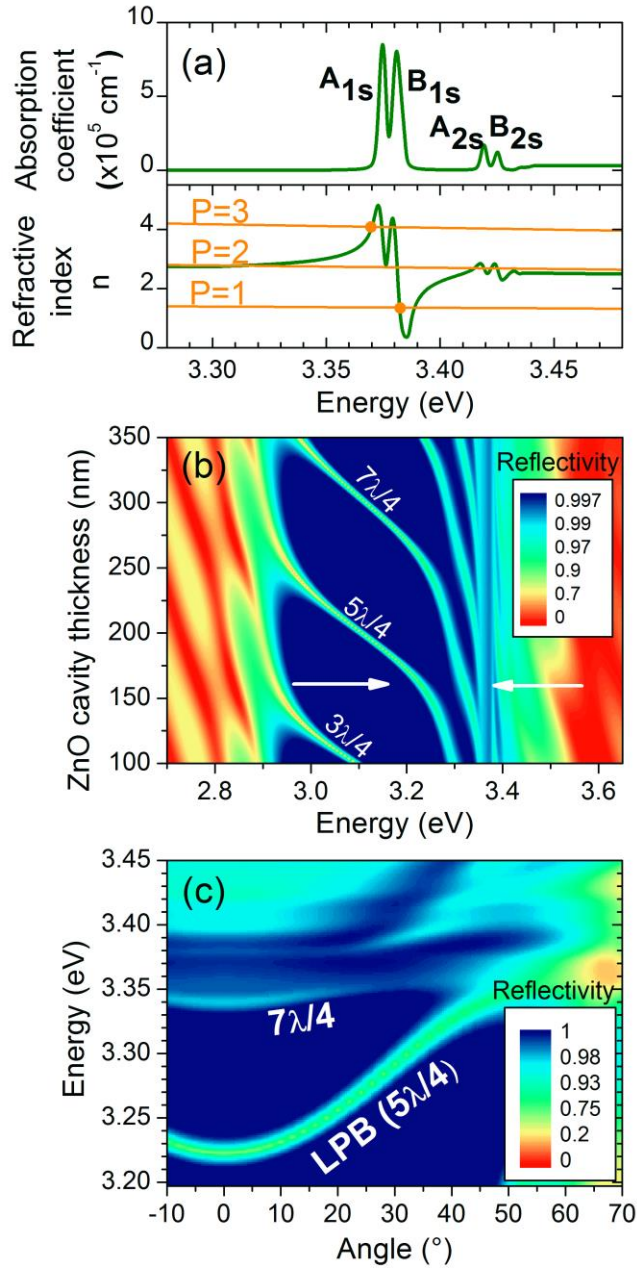 (a)
Absorption
coefficient
(x10⁵ cm⁻¹)
10
5
0
A1s
B1s
A2s
B2s
Refractive
index
n
4
2
0
P=3
P=2
P=1
3.30
3.35
3.40
3.45
Energy (eV)
(b)
ZnO cavity thickness (nm)
350
300
250
200
150
100
7λ/4
5λ/4
3λ/4
Reflectivity
0.997
0.99
0.97
0.9
0.7
0
2.8
3.0
3.2
3.4
3.6
Energy (eV)
(c)
Energy (eV)
3.45
3.40
3.35
3.30
3.25
3.20
7λ/4
LPB (5λ/4)
Reflectivity
1
0.98
0.93
0.75
0.2
0
-10
0
10
20
30
40
50
60
70
Angle (°)